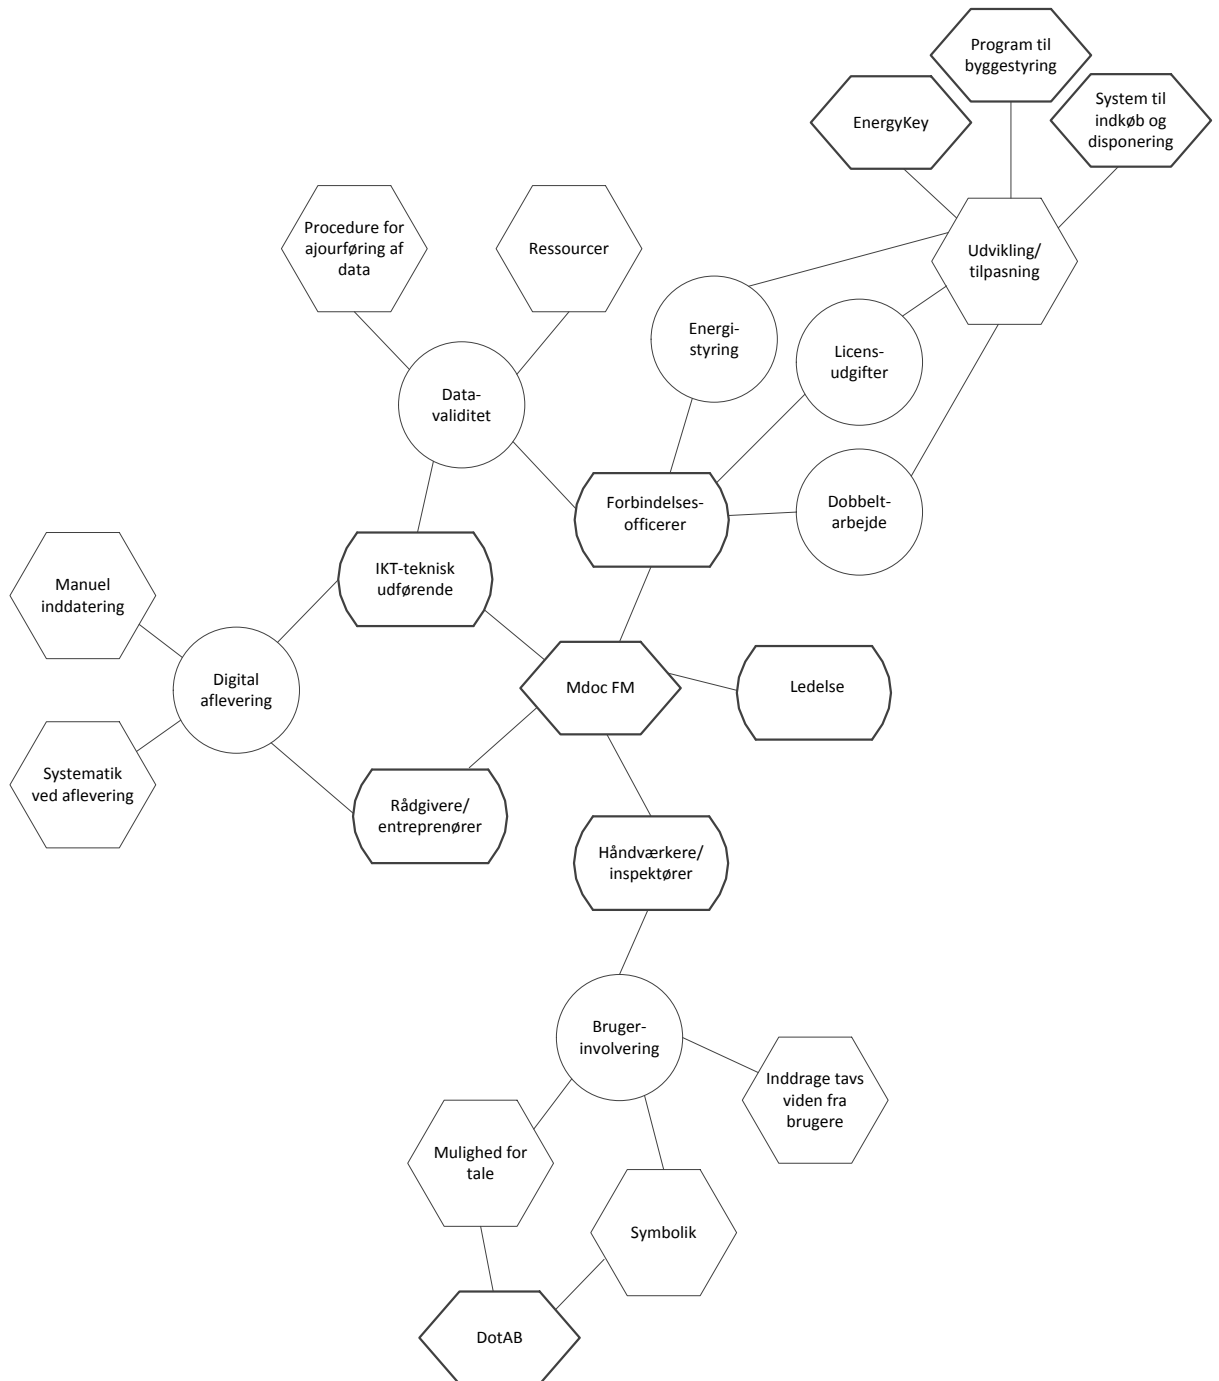 Program til
byggestyring
EnergyKey
System til
indkøb og
disponering
Procedure for
ajourføring af
data
Ressourcer
Udvikling/
tilpasning
Energi-
styring
Licens-
udgifter
Data-
validitet
Forbindelses-
officerer
Dobbelt-
arbejde
IKT-teknisk
udførende
Manuel
inddatering
Digital
aflevering
Mdoc FM
Ledelse
Systematik
ved aflevering
Rådgivere/
entreprenører
Håndværkere/
inspektører
Bruger-
involvering
Inddrage tavs
viden fra
brugere
Mulighed for
tale
Symbolik
DotAB